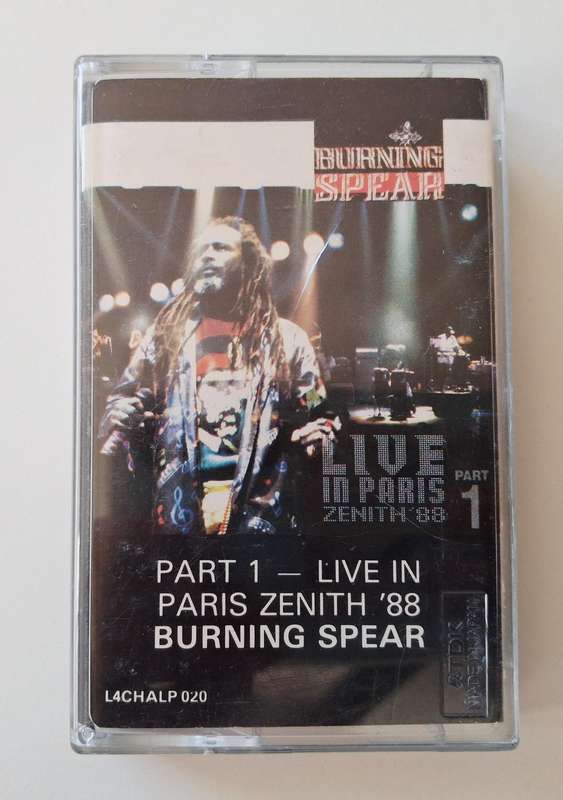 BURNING
SPEAR
LIVE
IN PARIS
ZENITH '88
PART
1
PART 1 — LIVE IN
PARIS ZENITH '88
BURNING SPEAR
L4CHALP 020
TDK
MADE IN JAPAN